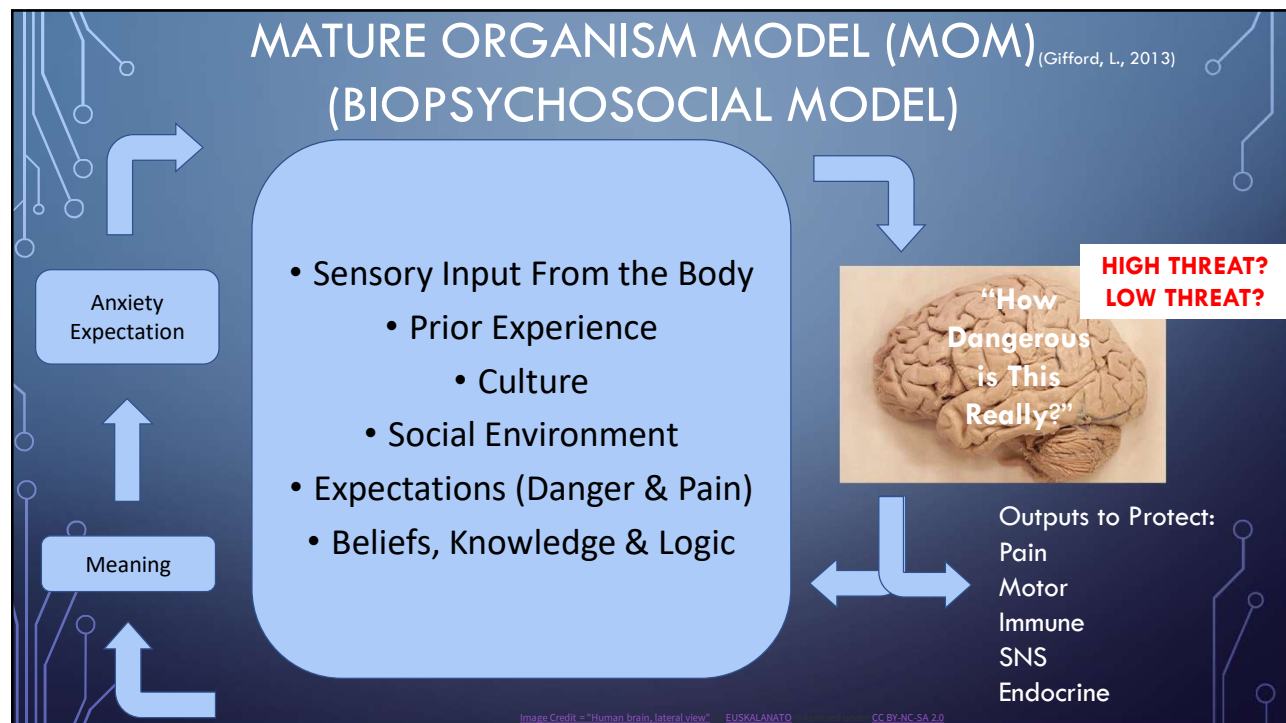 MATURE ORGANISM MODEL (MOM)(Gifford, L., 2013)
(BIOPSYCHOSOCIAL MODEL)
• Sensory Input From the Body
• Prior Experience
• Culture
• Social Environment
• Expectations (Danger & Pain)
• Beliefs, Knowledge & Logic
HIGH THREAT?
LOW THREAT?
“How
Dangerous
is This
Really?”
Outputs to Protect:
Pain
Motor
Immune
SNS
Endocrine
Meaning
Anxiety
Expectation
Image Credit = "Human brain, lateral view" EUSKALANATO CC BY-NC-SA 2.0